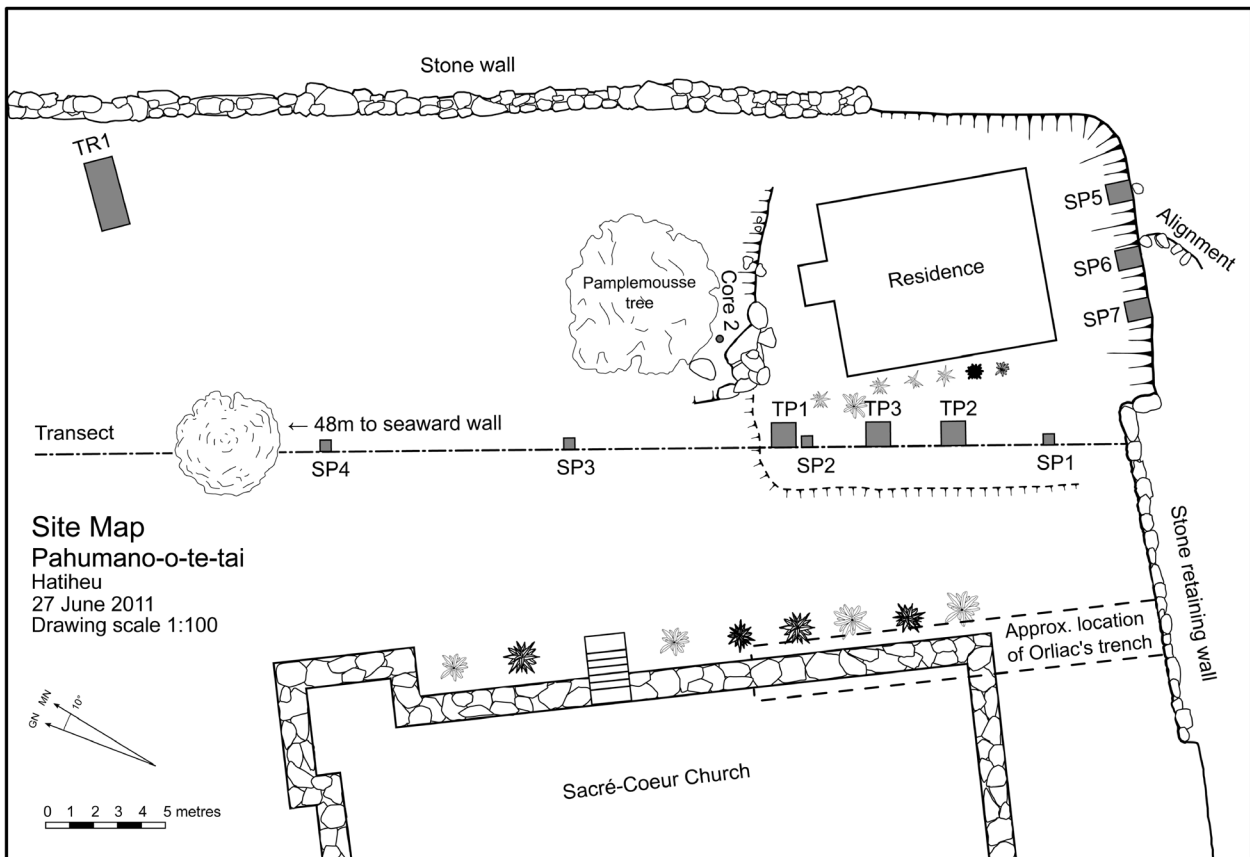 Stone wall
TR1
SP5
Alignment
Pamplemousse
tree
Core 2
Residence
SP6
SP7
Transect
← 48m to seaward wall
TP1
TP3
TP2
SP4
SP3
SP2
SP1
Site Map
Pahumano-o-te-tai
Hatiheu
27 June 2011
Drawing scale 1:100
Stone retaining wall
Approx. location
of Orliac's trench
GN
MN
10°
Sacré-Coeur Church
0 1 2 3 4 5 metres